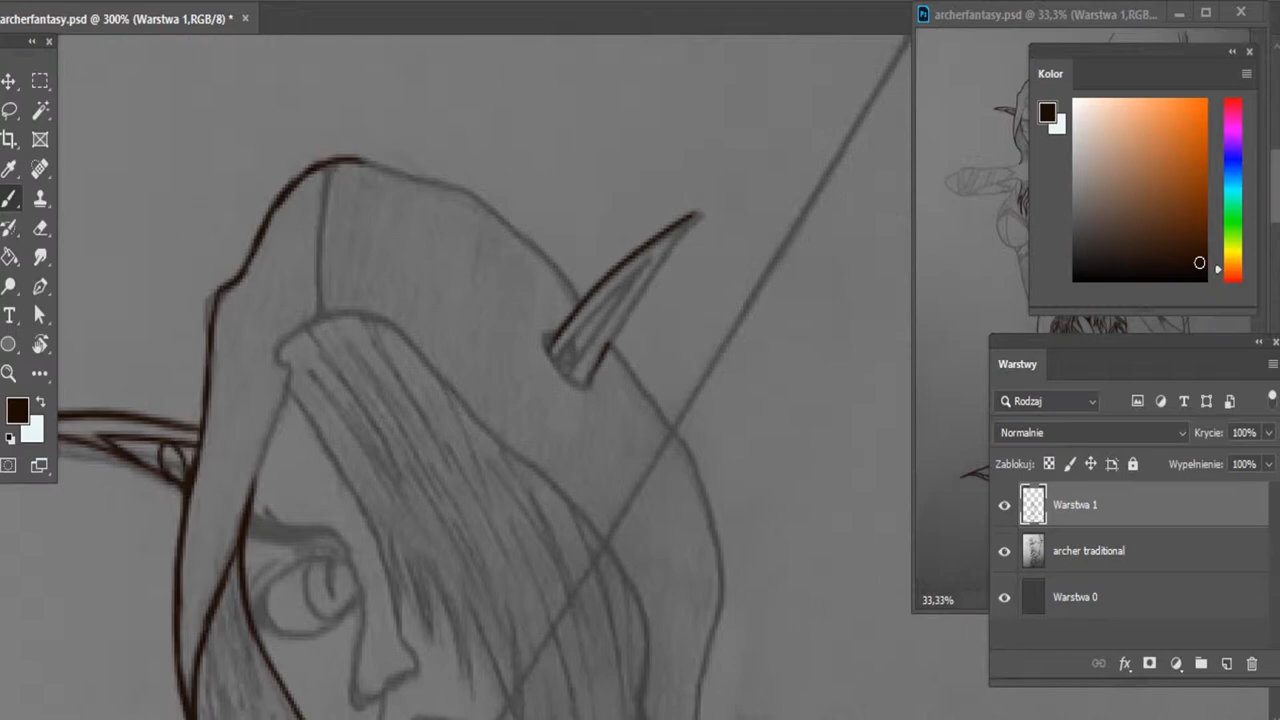 archerfantasy.psd @ 300% (Warstwa 1,RGB/8) *
archerfantasy.psd @ 33,3% (Warstwa 1,RGB...
Kolor
Warstwy
Rodzaj
Normalnie
Krycie: 100%
Zablokuj:
Wypełnienie: 100%
Warstwa 1
archer traditional
Warstwa 0
33,33%